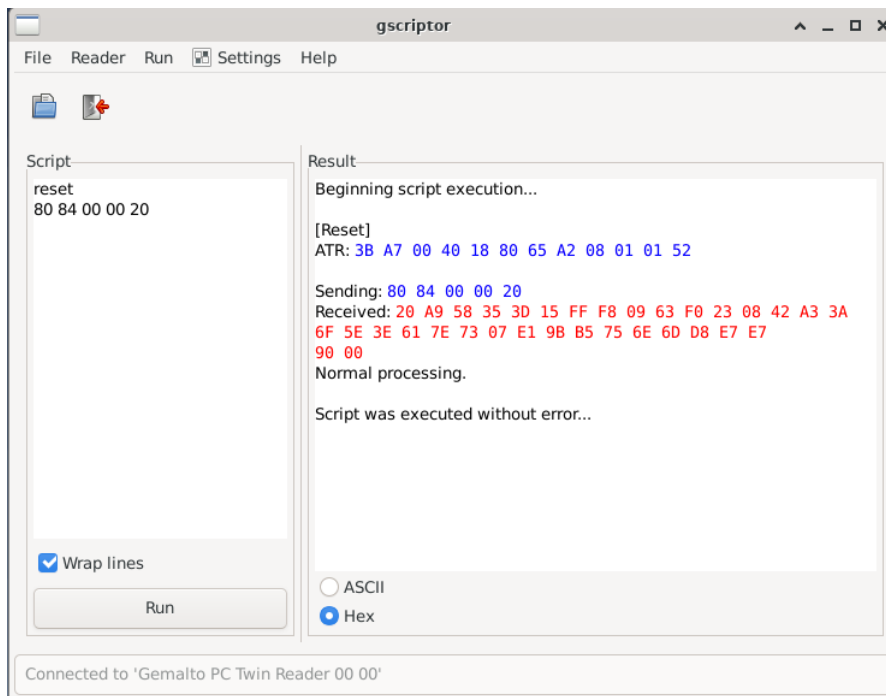 gscriptor
File Reader Run Settings Help
Script
reset
80 84 00 00 20
Wrap lines
Run
Result
Beginning script execution...
[Reset]
ATR: 3B A7 00 40 18 80 65 A2 08 01 01 52
Sending: 80 84 00 00 20
Received: 20 A9 58 35 3D 15 FF F8 09 63 F0 23 08 42 A3 3A
6F 5E 3E 61 7E 73 07 E1 9B B5 75 6E 6D D8 E7 E7
90 00
Normal processing.
Script was executed without error...
ASCII
Hex
Connected to 'Gemalto PC Twin Reader 00 00'